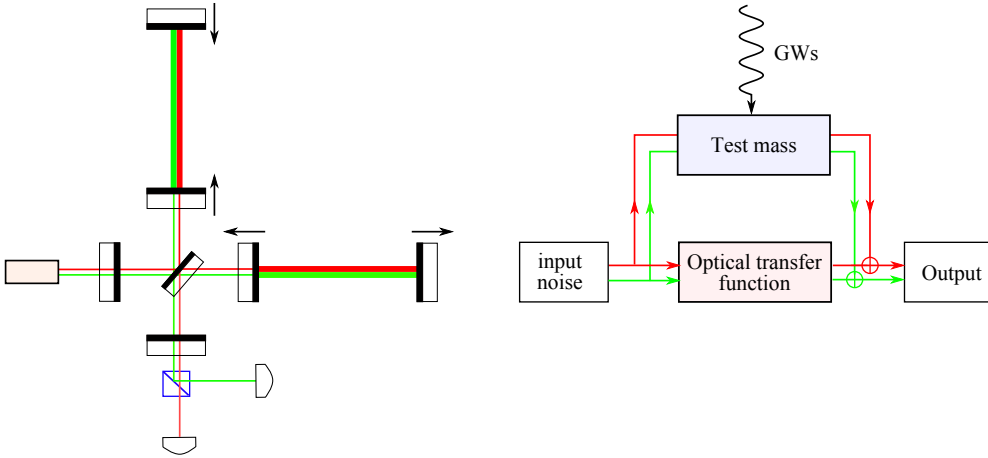 GWs
Test mass
input
noise
Optical transfer
function
Output